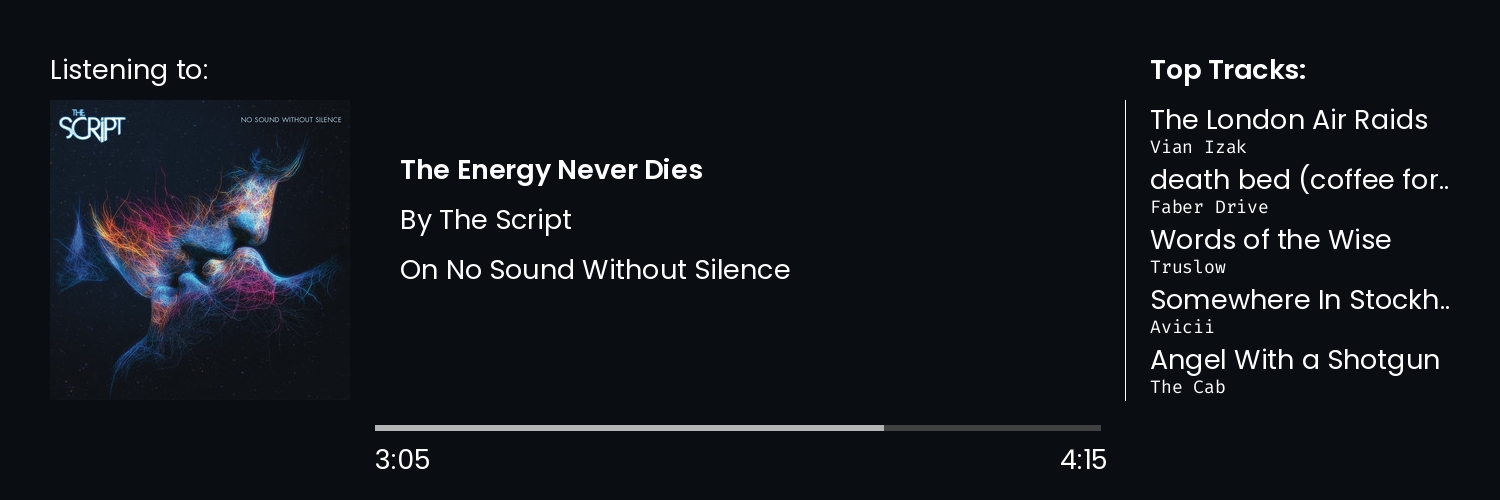 Listening to:
THE
SCRIPT
NO SOUND WITHOUT SILENCE
The Energy Never Dies
By The Script
On No Sound Without Silence
3:05
4:15
Top Tracks:
The London Air Raids
Vian Izak
death bed (coffee for..
Faber Drive
Words of the Wise
Truslow
Somewhere In Stockh..
Avicii
Angel With a Shotgun
The Cab